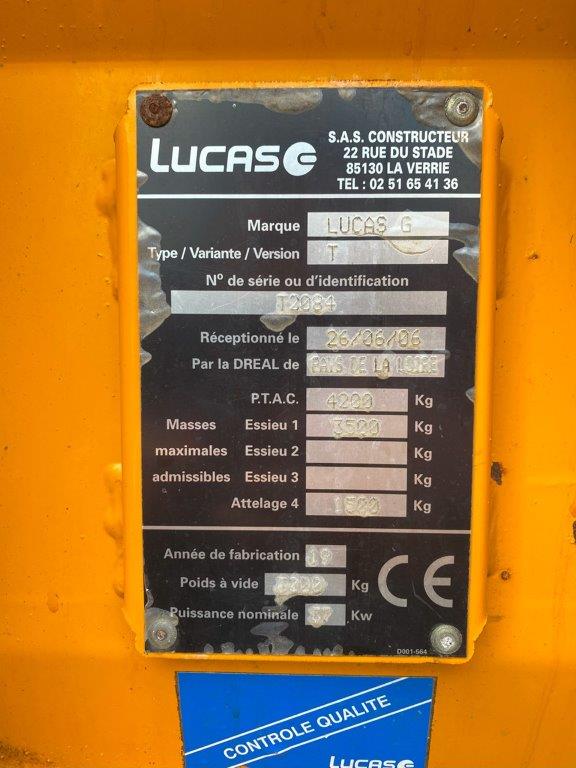 LUCAS G
S.A.S. CONSTRUCTEUR
22 RUE DU STADE
85130 LA VERRIE
TEL : 02 51 65 41 36
Marque LUCAS G
Type / Variante / Version T
N° de série ou d'identification
T2084
Réceptionné le 26/06/06
Par la DREAL de PAYS DE LA LOIRE
P.T.A.C. 4200 Kg
Masses Essieu 1 3500 Kg
maximales Essieu 2 Kg
admissibles Essieu 3 Kg
Attelage 4 1500 Kg
Année de fabrication 19
Poids à vide Kg
Puissance nominale Kw
CE
D001-564
CONTROLE QUALITE
LUCAS G